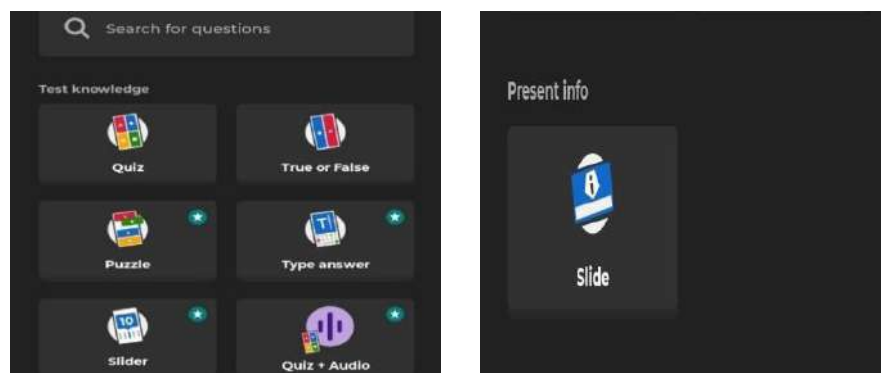 Search for questions
Test knowledge
Quiz
True or False
Puzzle
Type answer
Slider
Quiz + Audio
Present info
Slide